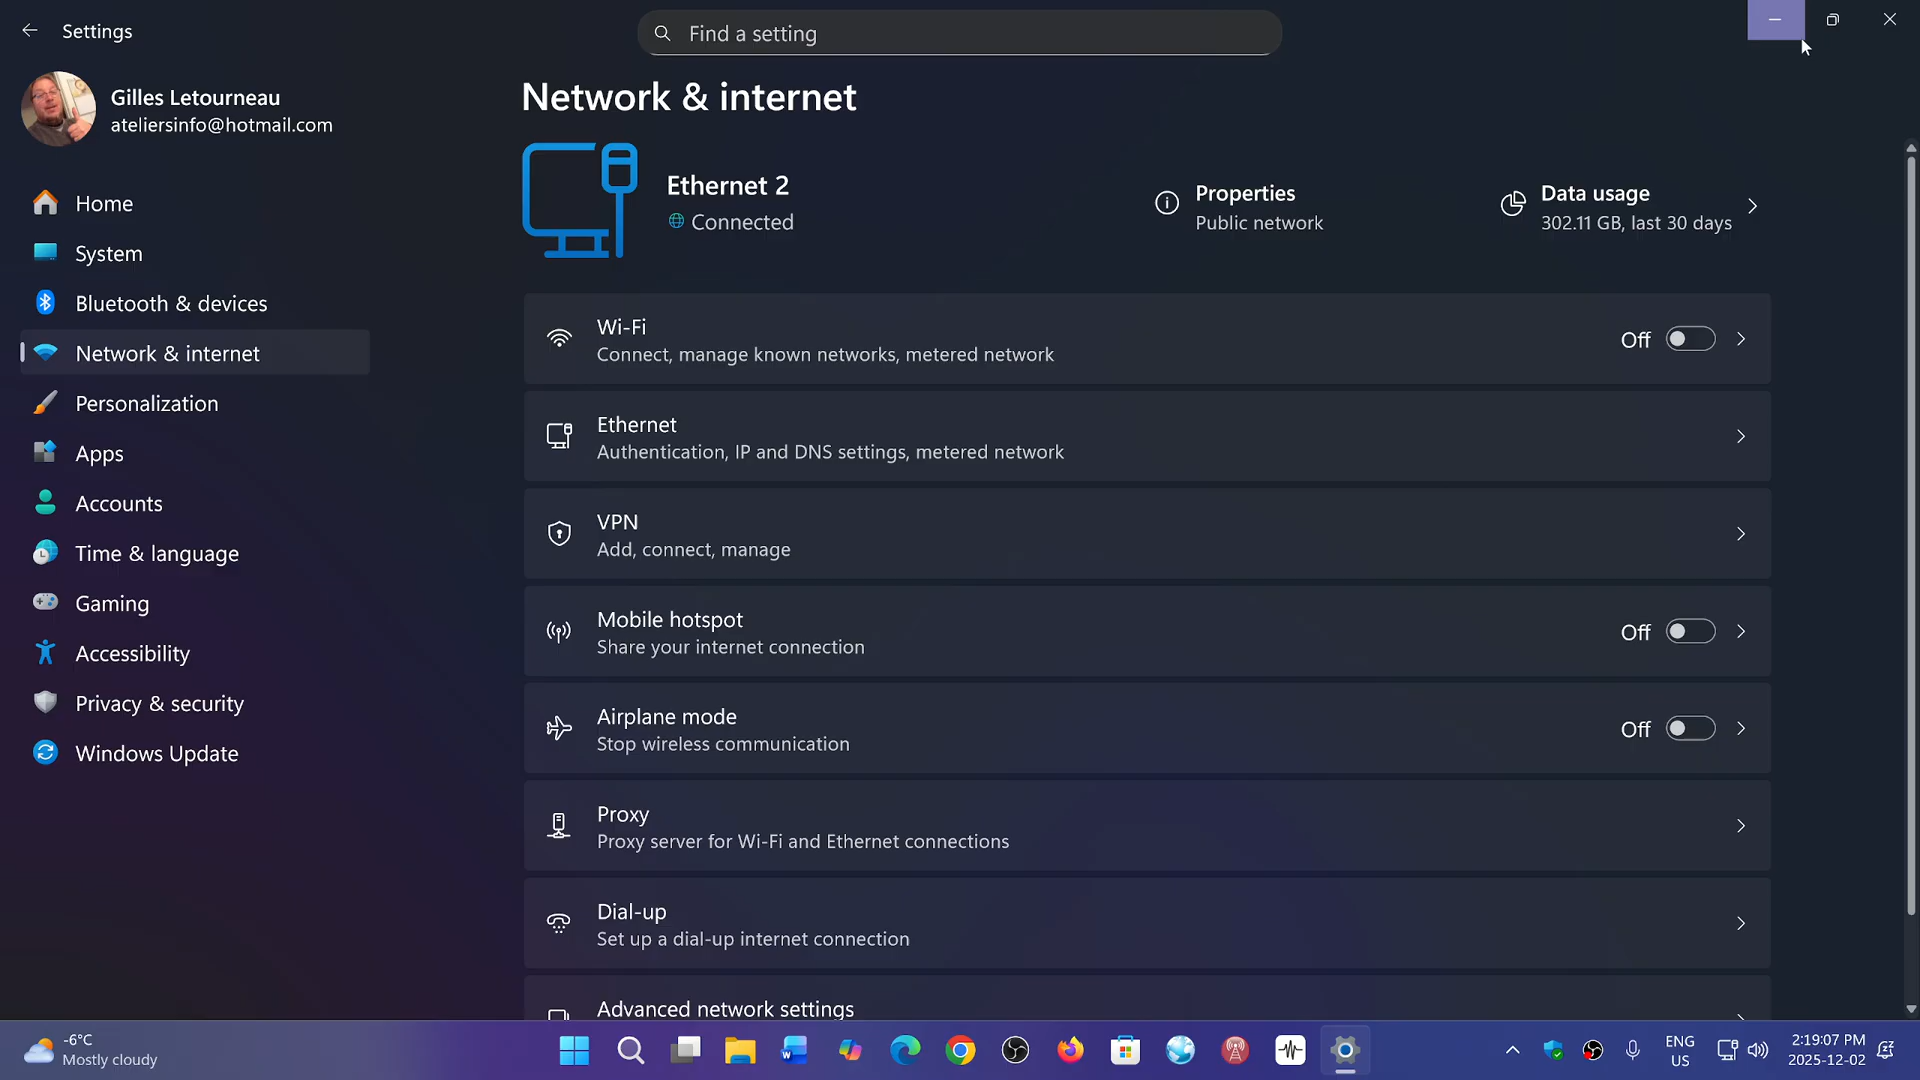 Settings
Find a setting
Gilles Letourneau
ateliersinfo@hotmail.com
Home
System
Bluetooth & devices
Network & internet
Personalization
Apps
Accounts
Time & language
Gaming
Accessibility
Privacy & security
Windows Update
Network & internet
Ethernet 2
Connected
Properties
Public network
Data usage
302.11 GB, last 30 days
Wi-Fi
Connect, manage known networks, metered network
Off
Ethernet
Authentication, IP and DNS settings, metered network
VPN
Add, connect, manage
Mobile hotspot
Share your internet connection
Off
Airplane mode
Stop wireless communication
Off
Proxy
Proxy server for Wi-Fi and Ethernet connections
Dial-up
Set up a dial-up internet connection
Advanced network settings
-6°C
Mostly cloudy
ENG
US
2:19:07 PM
2025-12-02